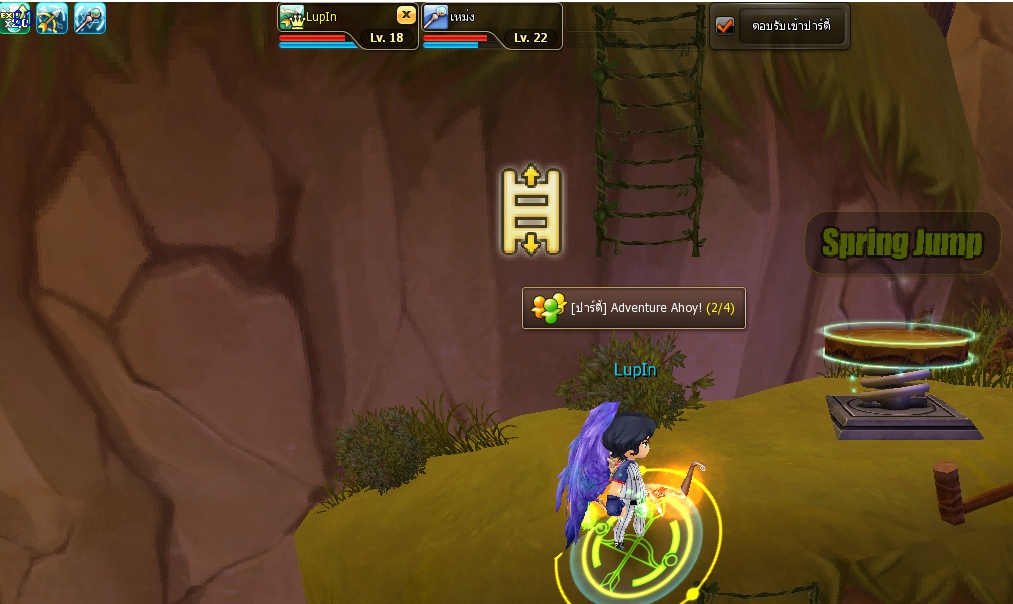 LupIn
Lv. 18
เหม่ง
Lv. 22
ตอบรับเข้าปาร์ตี้
Spring Jump
[ปาร์ตี้] Adventure Ahoy! (2/4)
LupIn